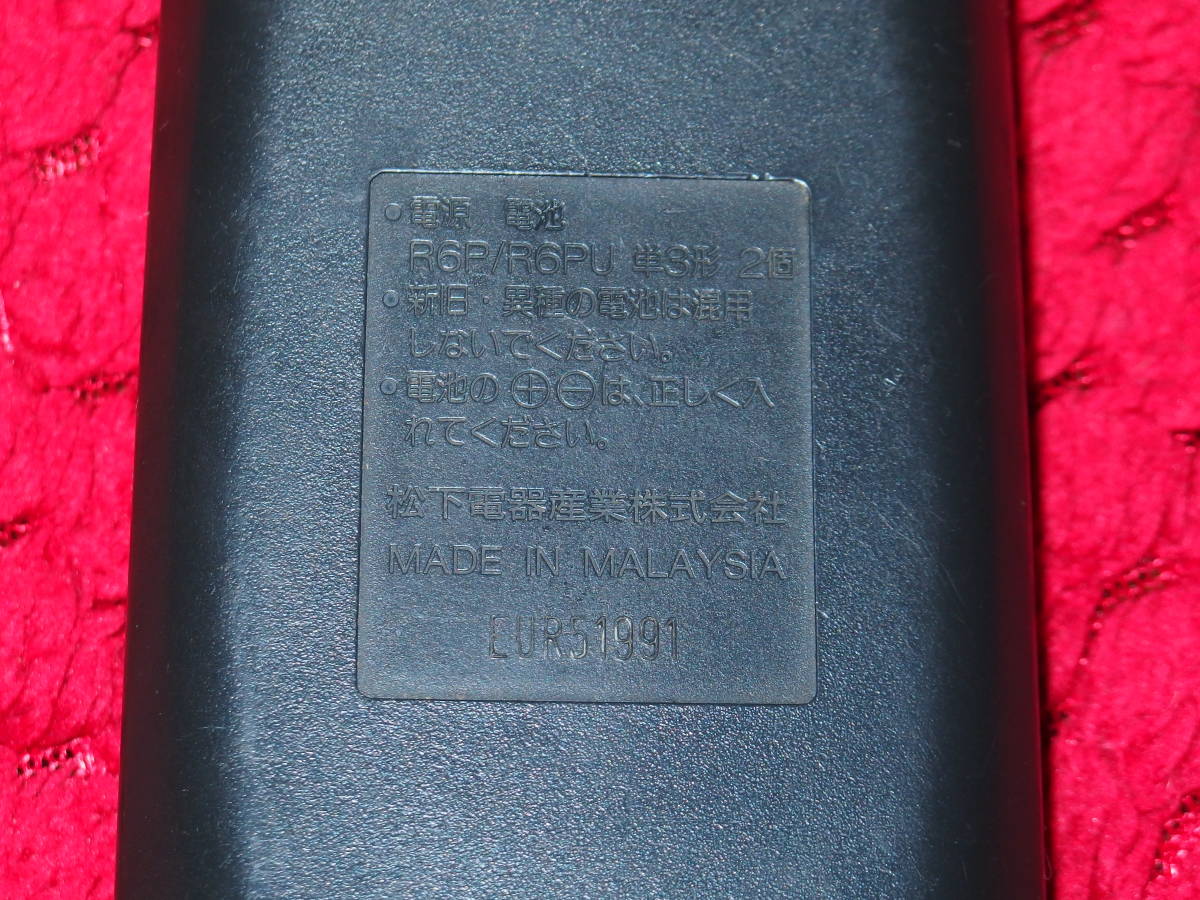 • 電源 電池
R6P/R6PU 単3形 2個
• 新旧・異種の電池は混用
しないでください。
• 電池の⊕⊖は、正しく入
れてください。
松下電器産業株式会社
MADE IN MALAYSIA
EUR51991